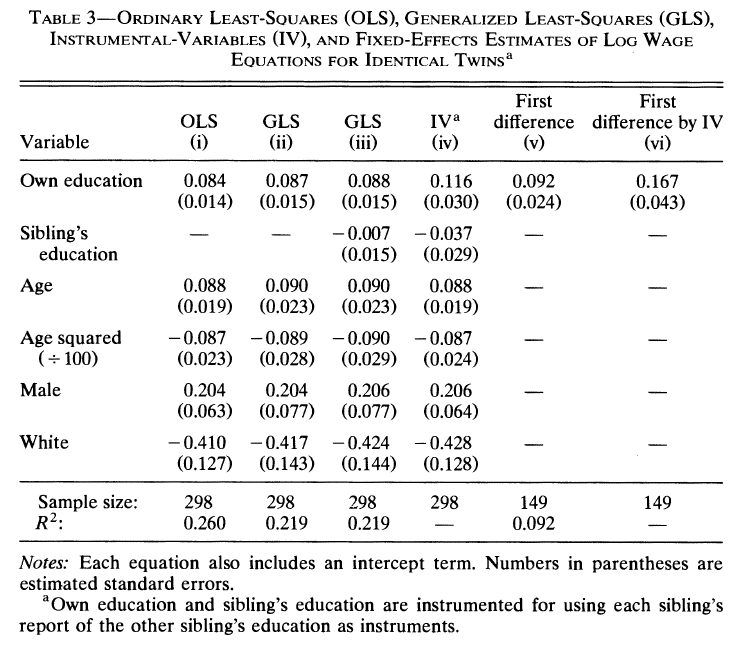 TABLE 3—ORDINARY LEAST-SQUARES (OLS), GENERALIZED LEAST-SQUARES (GLS),
INSTRUMENTAL-VARIABLES (IV), AND FIXED-EFFECTS ESTIMATES OF LOG WAGE
EQUATIONS FOR IDENTICAL TWINSa
First First
OLS GLS GLS IVa difference difference by IV
Variable (i) (ii) (iii) (iv) (v) (vi)
Own education 0.084 0.087 0.088 0.116 0.092 0.167
(0.014) (0.015) (0.015) (0.030) (0.024) (0.043)
Sibling's — — −0.007 −0.037 — —
education (0.015) (0.029)
Age 0.088 0.090 0.090 0.088 — —
(0.019) (0.023) (0.023) (0.019)
Age squared −0.087 −0.089 −0.090 −0.087 — —
(÷100) (0.023) (0.028) (0.029) (0.024)
Male 0.204 0.204 0.206 0.206 — —
(0.063) (0.077) (0.077) (0.064)
White −0.410 −0.417 −0.424 −0.428 — —
(0.127) (0.143) (0.144) (0.128)
Sample size: 298 298 298 298 149 149
R2: 0.260 0.219 0.219 — 0.092 —
Notes: Each equation also includes an intercept term. Numbers in parentheses are
estimated standard errors.
aOwn education and sibling's education are instrumented for using each sibling's
report of the other sibling's education as instruments.